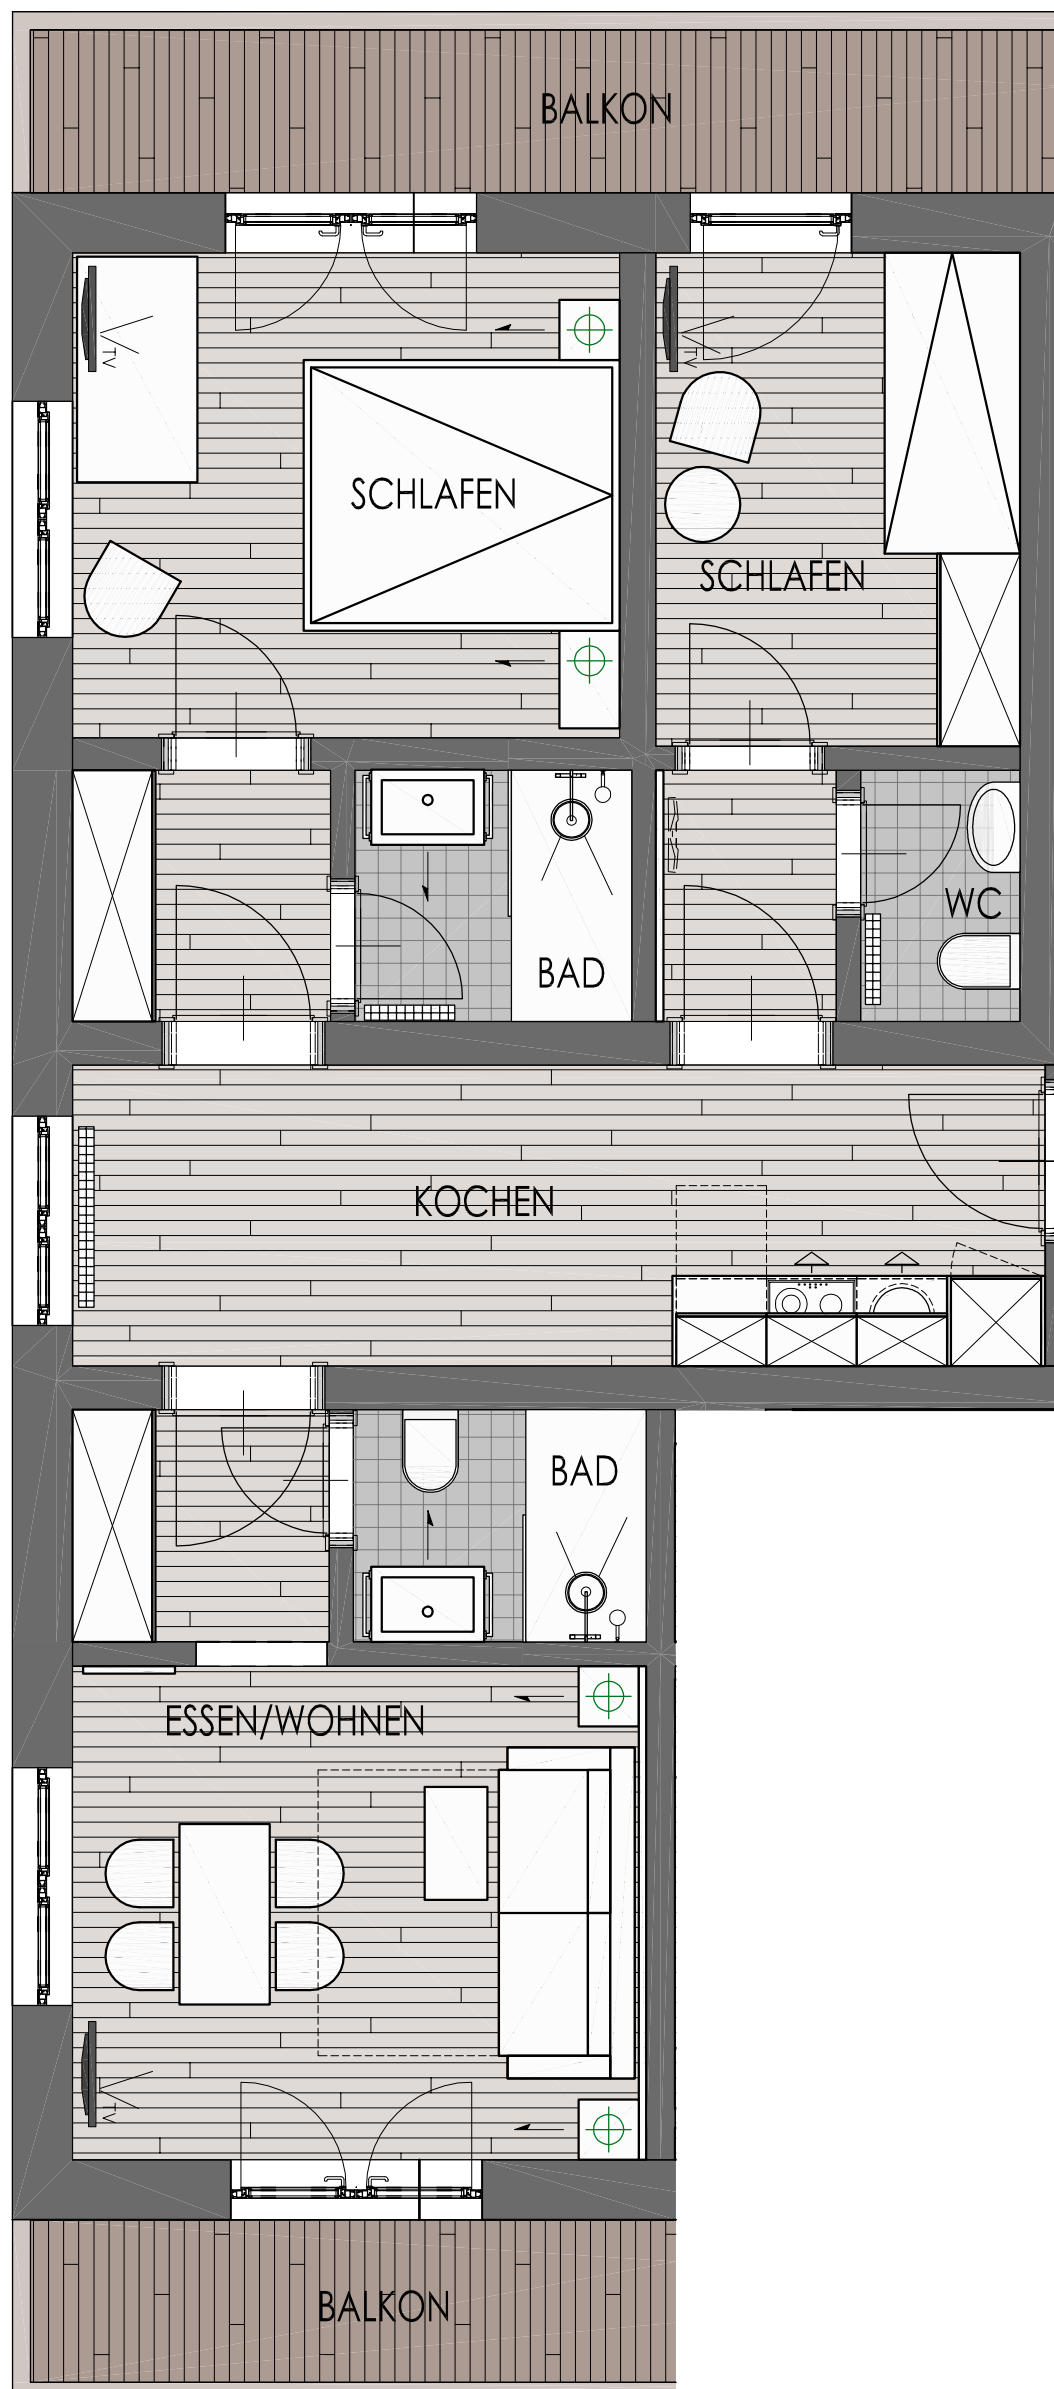 BALKON
TV
TV
SCHLAFEN
SCHLAFEN
WC
BAD
KOCHEN
BAD
ESSEN/WOHNEN
TV
BALKON